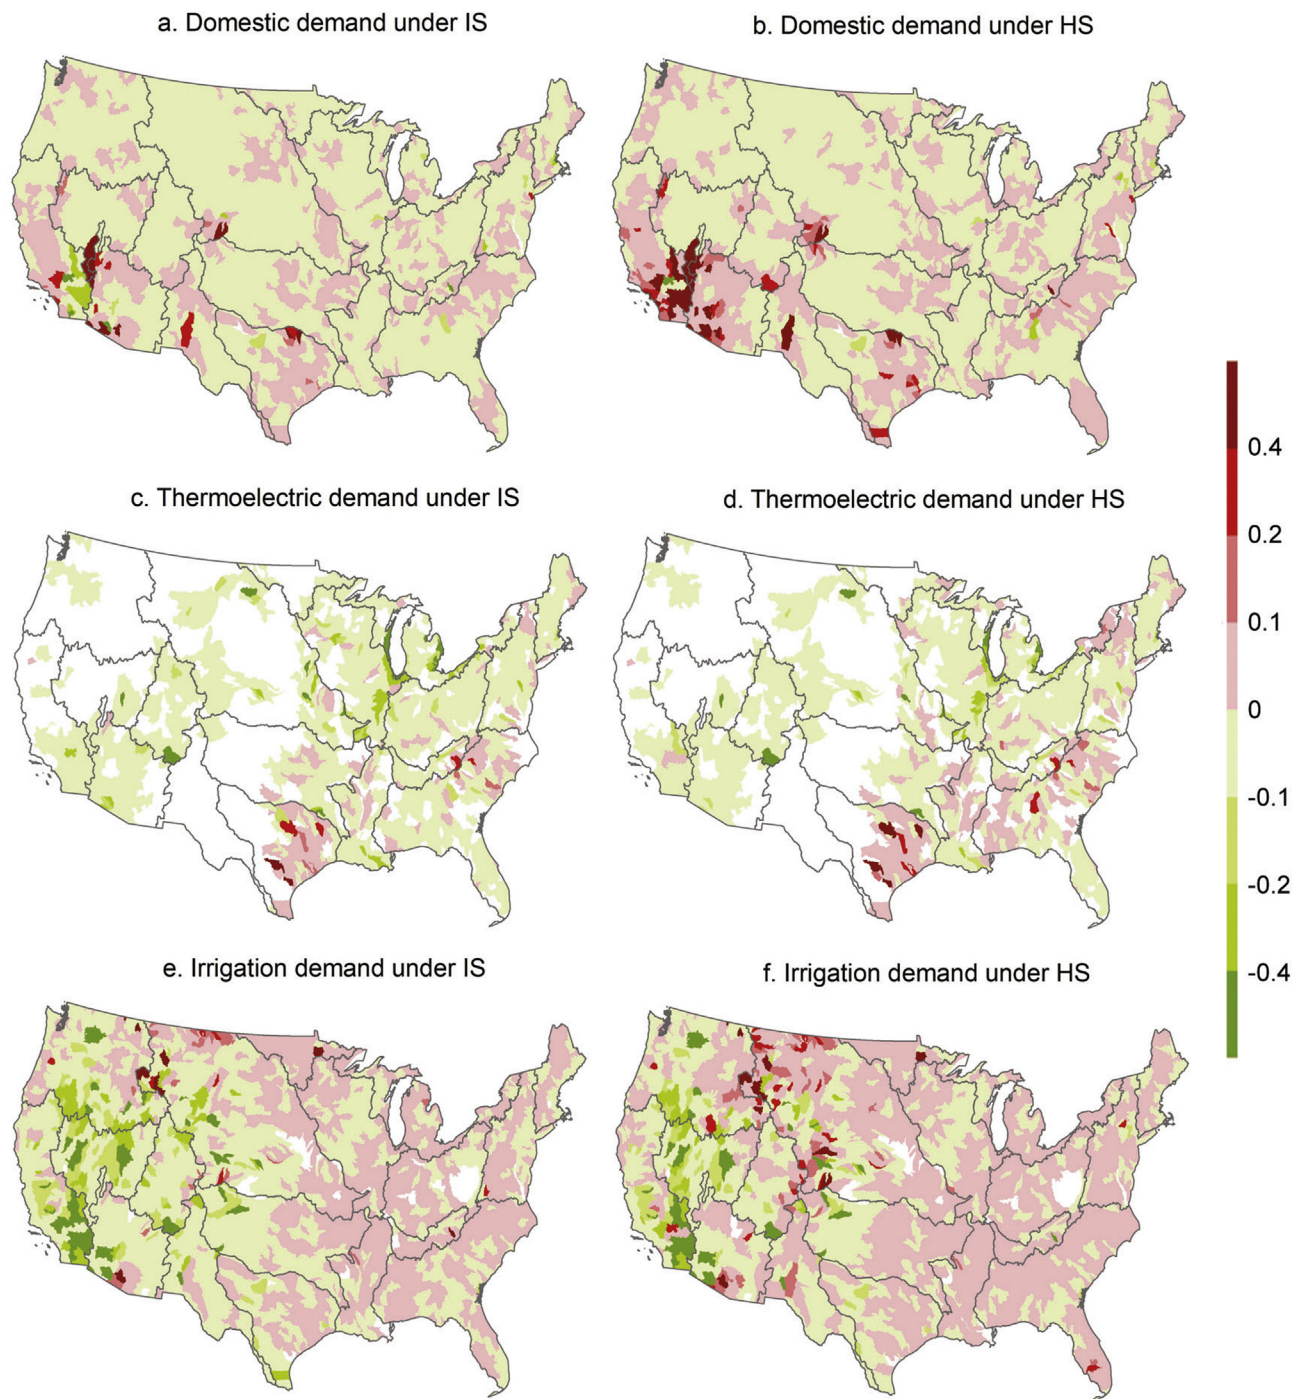 a. Domestic demand under IS
b. Domestic demand under HS
c. Thermoelectric demand under IS
d. Thermoelectric demand under HS
0.4
0.2
0.1
0
-0.1
-0.2
-0.4
e. Irrigation demand under IS
f. Irrigation demand under HS